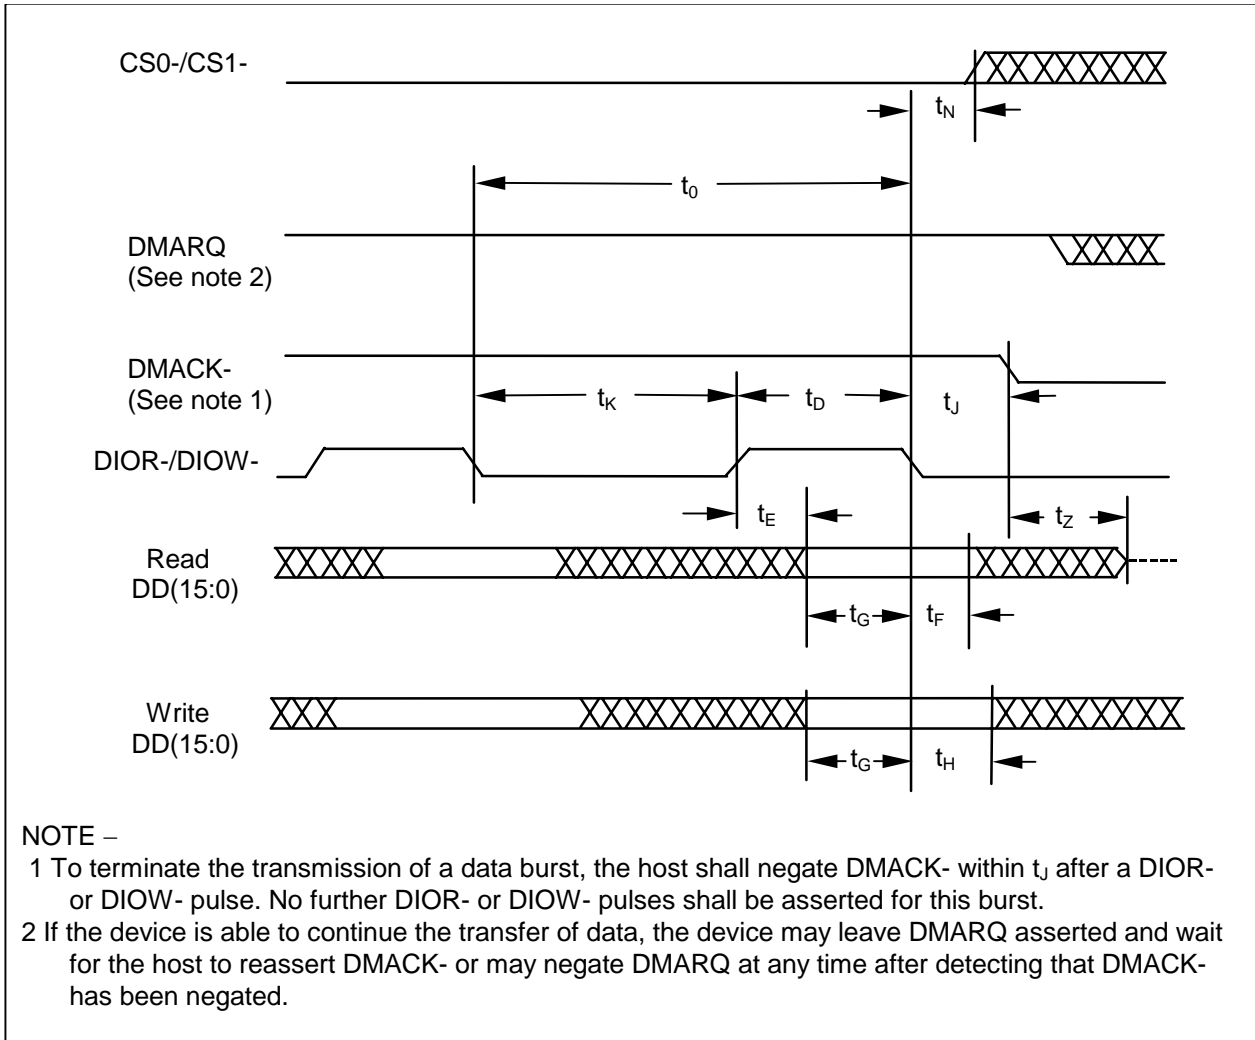 CS0-/CS1-
tN
t0
DMARQ
(See note 2)
DMACK-
(See note 1)
tK
tD
tJ
DIOR-/DIOW-
tE
tZ
Read
DD(15:0)
tG
tF
Write
DD(15:0)
tG
tH
NOTE –
1 To terminate the transmission of a data burst, the host shall negate DMACK- within tJ after a DIOR-
or DIOW- pulse. No further DIOR- or DIOW- pulses shall be asserted for this burst.
2 If the device is able to continue the transfer of data, the device may leave DMARQ asserted and wait
for the host to reassert DMACK- or may negate DMARQ at any time after detecting that DMACK-
has been negated.